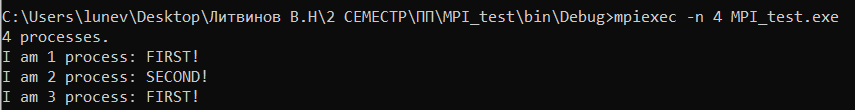 C:\Users\lunev\Desktop\Литвинов В.Н\2 СЕМЕСТР\ПП\MPI_test\bin\Debug>mpiexec -n 4 MPI_test.exe
4 processes.
I am 1 process: FIRST!
I am 2 process: SECOND!
I am 3 process: FIRST!